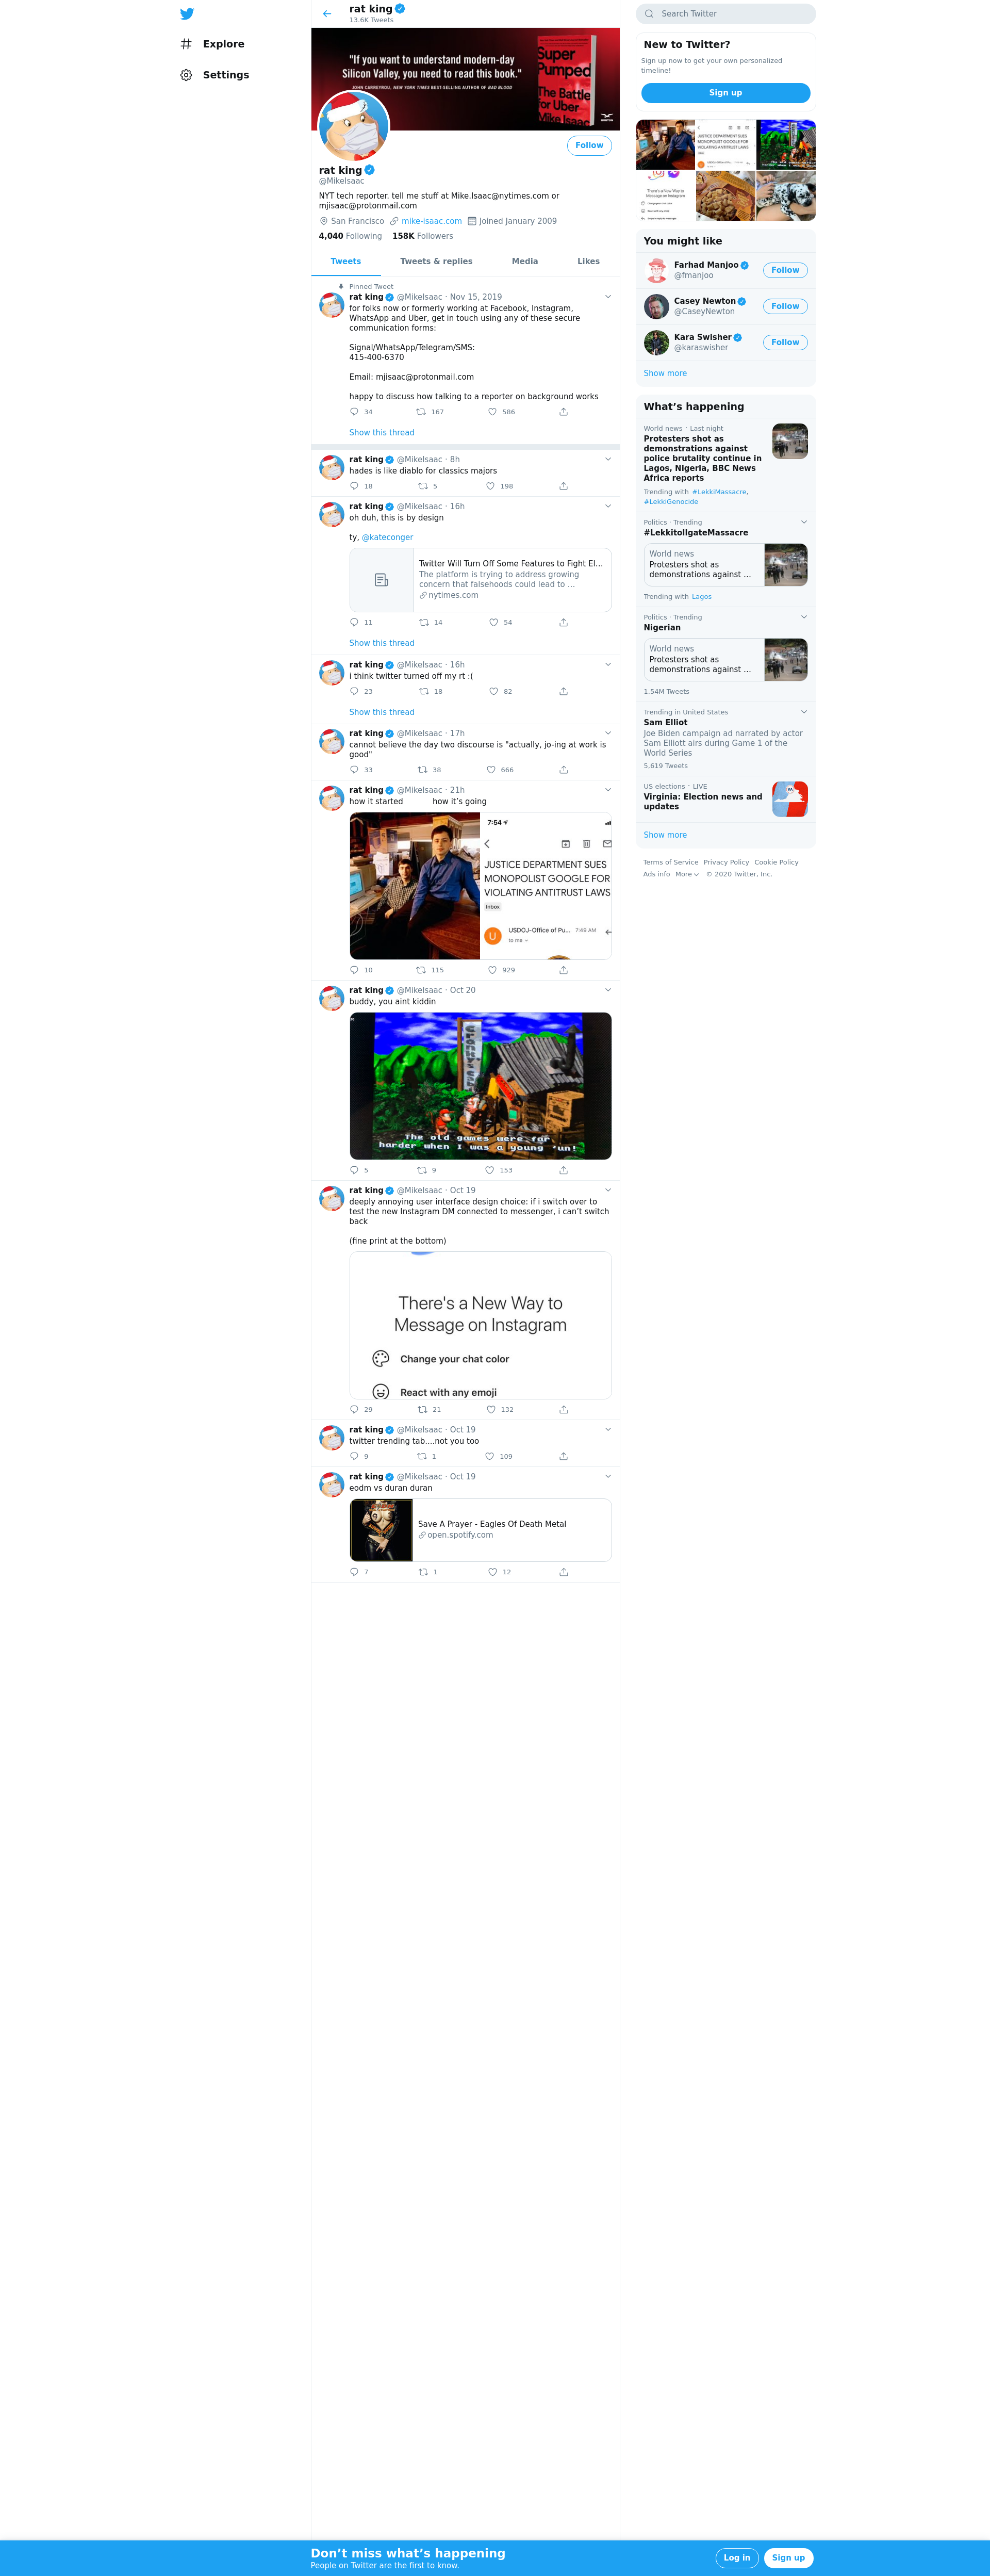 Explore
Settings
rat king
13.6K Tweets
"If you want to understand modern-day
Silicon Valley, you need to read this book."
JOHN CARREYROU, NEW YORK TIMES BEST-SELLING AUTHOR OF BAD BLOOD
Super
Pumped
The Battle
for Uber
Mike Isaac
NORTON
Follow
rat king
@MikeIsaac
NYT tech reporter. tell me stuff at Mike.Isaac@nytimes.com or
mjisaac@protonmail.com
San Francisco mike-isaac.com Joined January 2009
4,040 Following 158K Followers
Tweets Tweets & replies Media Likes
Pinned Tweet
rat king @MikeIsaac · Nov 15, 2019
for folks now or formerly working at Facebook, Instagram,
WhatsApp and Uber, get in touch using any of these secure
communication forms:
Signal/WhatsApp/Telegram/SMS:
415-400-6370
Email: mjisaac@protonmail.com
happy to discuss how talking to a reporter on background works
34 167 586
Show this thread
rat king @MikeIsaac · 8h
hades is like diablo for classics majors
18 5 198
rat king @MikeIsaac · 16h
oh duh, this is by design
ty, @kateconger
Twitter Will Turn Off Some Features to Fight El...
The platform is trying to address growing
concern that falsehoods could lead to ...
nytimes.com
11 14 54
Show this thread
rat king @MikeIsaac · 16h
i think twitter turned off my rt :(
23 18 82
Show this thread
rat king @MikeIsaac · 17h
cannot believe the day two discourse is "actually, jo-ing at work is
good"
33 38 666
rat king @MikeIsaac · 21h
how it started how it's going
7:54
JUSTICE DEPARTMENT SUES
MONOPOLIST GOOGLE FOR
VIOLATING ANTITRUST LAWS
Inbox
U
USDOJ-Office of Pu... 7:49 AM
to me
10 115 929
rat king @MikeIsaac · Oct 20
buddy, you aint kiddin
The old games were far
harder when I was a young 'un!
5 9 153
rat king @MikeIsaac · Oct 19
deeply annoying user interface design choice: if i switch over to
test the new Instagram DM connected to messenger, i can't switch
back
(fine print at the bottom)
There's a New Way to
Message on Instagram
Change your chat color
React with any emoji
29 21 132
rat king @MikeIsaac · Oct 19
twitter trending tab....not you too
9 1 109
rat king @MikeIsaac · Oct 19
eodm vs duran duran
Save A Prayer - Eagles Of Death Metal
open.spotify.com
7 1 12
Search Twitter
New to Twitter?
Sign up now to get your own personalized
timeline!
Sign up
JUSTICE DEPARTMENT SUES
MONOPOLIST GOOGLE FOR
VIOLATING ANTITRUST LAWS
There's a New Way to
Message on Instagram
You might like
Farhad Manjoo
@fmanjoo
Follow
Casey Newton
@CaseyNewton
Follow
Kara Swisher
@karaswisher
Follow
Show more
What's happening
World news · Last night
Protesters shot as
demonstrations against
police brutality continue in
Lagos, Nigeria, BBC News
Africa reports
Trending with #LekkiMassacre,
#LekkiGenocide
Politics · Trending
#LekkitollgateMassacre
World news
Protesters shot as
demonstrations against ...
Trending with Lagos
Politics · Trending
Nigerian
World news
Protesters shot as
demonstrations against ...
1.54M Tweets
Trending in United States
Sam Elliot
Joe Biden campaign ad narrated by actor
Sam Elliott airs during Game 1 of the
World Series
5,619 Tweets
US elections · LIVE
Virginia: Election news and
updates
Show more
Terms of Service Privacy Policy Cookie Policy
Ads info More © 2020 Twitter, Inc.
Don't miss what's happening
People on Twitter are the first to know.
Log in
Sign up